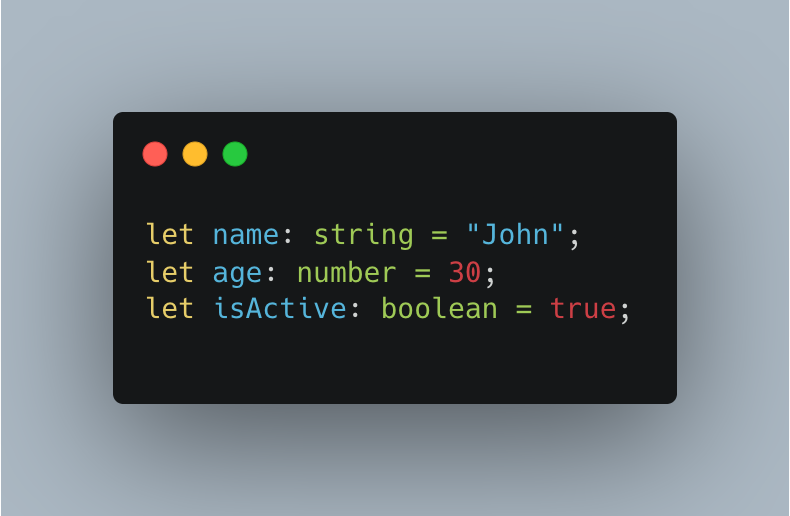 let name: string = "John";
let age: number = 30;
let isActive: boolean = true;